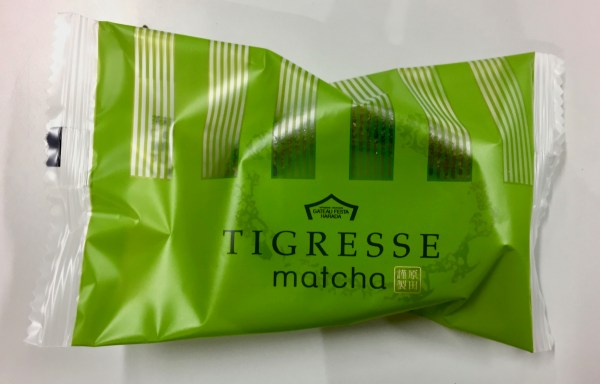 GATEAU FESTA
HARADA
TIGRESSE
matcha
原田
謹製